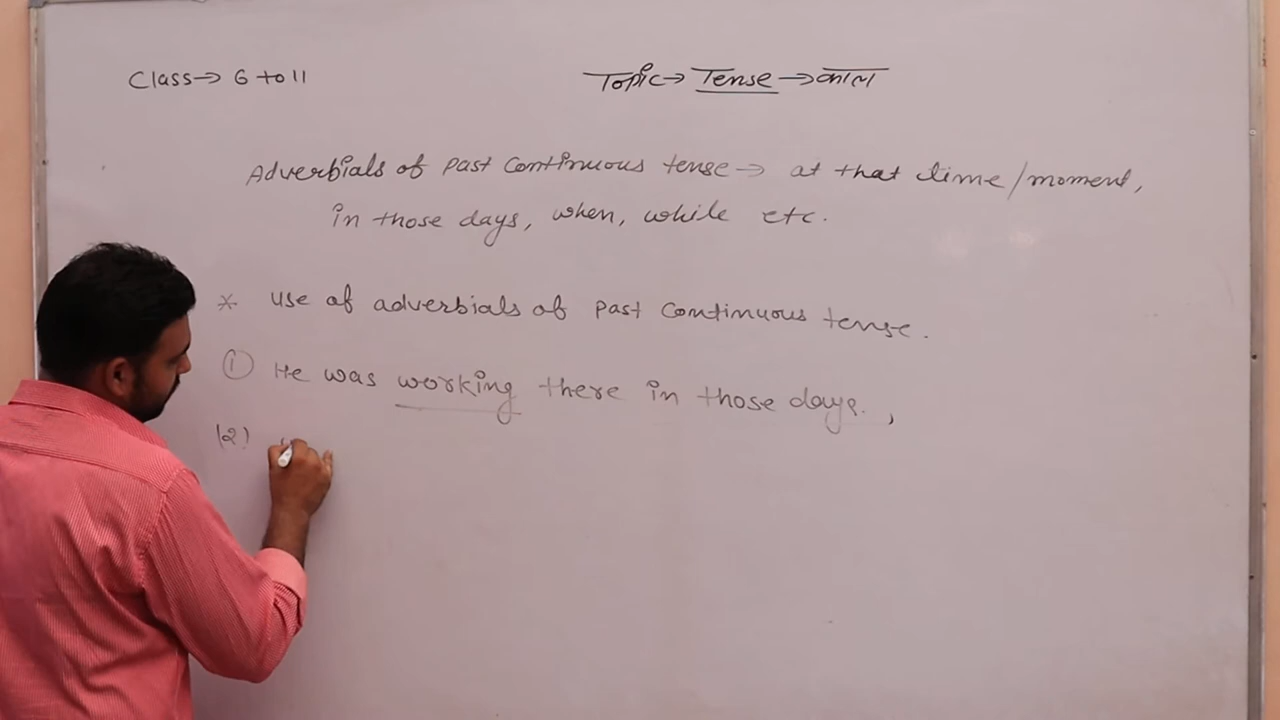 Class→ 6 to 11
Topic→ Tense →काल
Adverbials of past continuous tense → at that time/moment,
in those days, when, while etc.
* use of adverbials of past continuous tense.
① He was working there in those days. ,
(2)